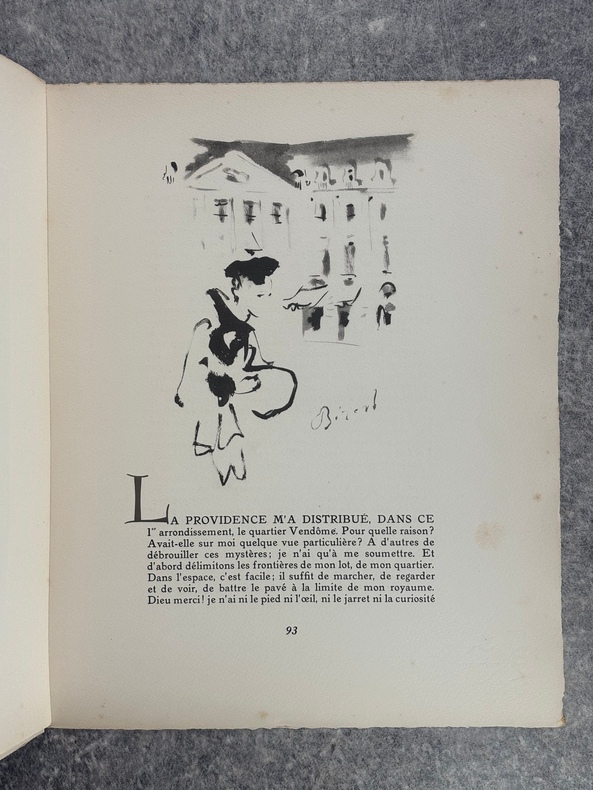 Bérard
LA PROVIDENCE M'A DISTRIBUÉ, DANS CE
1er arrondissement, le quartier Vendôme. Pour quelle raison?
Avait-elle sur moi quelque vue particulière? A d'autres de
débrouiller ces mystères; je n'ai qu'à me soumettre. Et
d'abord délimitons les frontières de mon lot, de mon quartier.
Dans l'espace, c'est facile; il suffit de marcher, de regarder
et de voir, de battre le pavé à la limite de mon royaume.
Dieu merci! je n'ai ni le pied ni l'œil, ni le jarret ni la curiosité
93